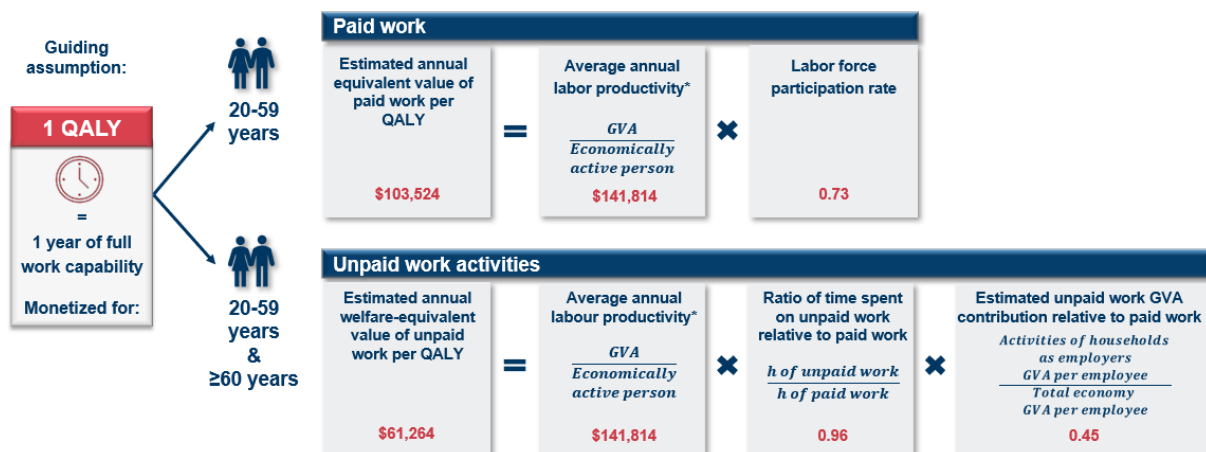 Guiding
assumption:
1 QALY
=
1 year of full
work capability
Monetized for:
20-59
years
20-59
years
&
≥60 years
Paid work
Estimated annual
equivalent value of
paid work per
QALY
$103,524
=
Average annual
labor productivity*
GVA
Economically
active person
$141,814
×
Labor force
participation rate
0.73
Unpaid work activities
Estimated annual
welfare-equivalent
value of unpaid
work per QALY
$61,264
=
Average annual
labour productivity*
GVA
Economically
active person
$141,814
×
Ratio of time spent
on unpaid work
relative to paid work
h of unpaid work
h of paid work
0.96
×
Estimated unpaid work GVA
contribution relative to paid work
Activities of households
as employers
GVA per employee
Total economy
GVA per employee
0.45